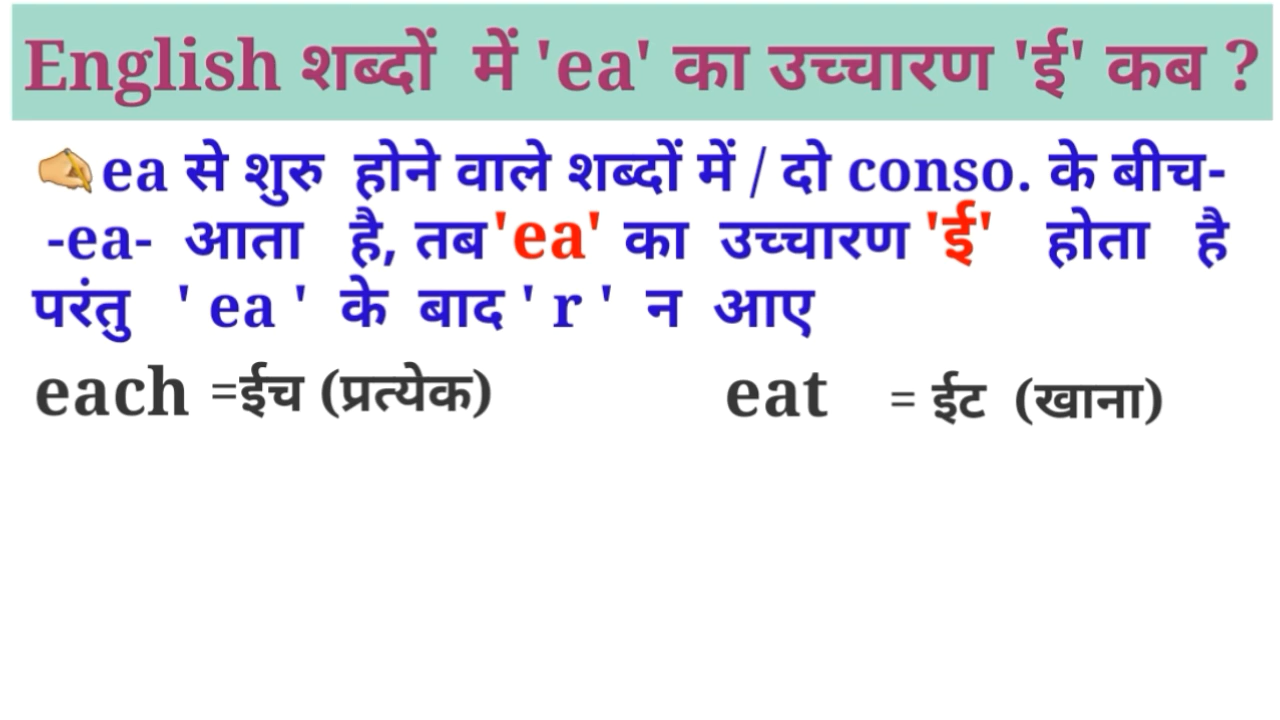 English शब्दों में 'ea' का उच्चारण 'ई' कब ?
ea से शुरु होने वाले शब्दों में / दो conso. के बीच-
-ea- आता है, तब 'ea' का उच्चारण 'ई' होता है
परंतु ' ea ' के बाद ' r ' न आए
each =ईच (प्रत्येक) eat = ईट (खाना)